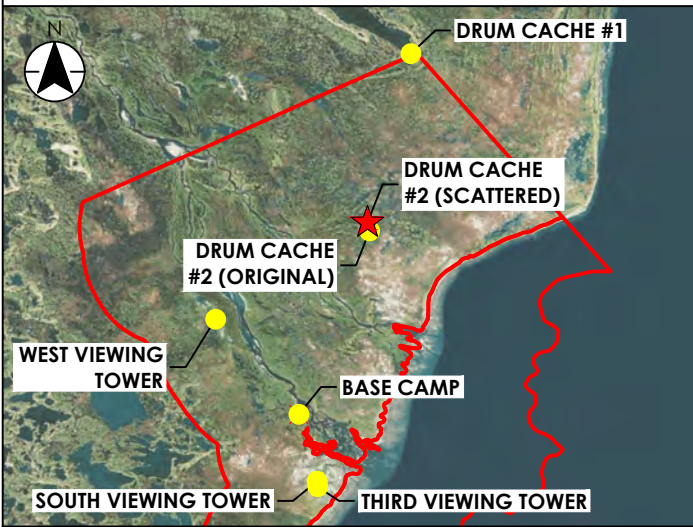 DRUM CACHE #1
N
DRUM CACHE
#2 (SCATTERED)
DRUM CACHE
#2 (ORIGINAL)
WEST VIEWING
TOWER
BASE CAMP
SOUTH VIEWING TOWER
THIRD VIEWING TOWER